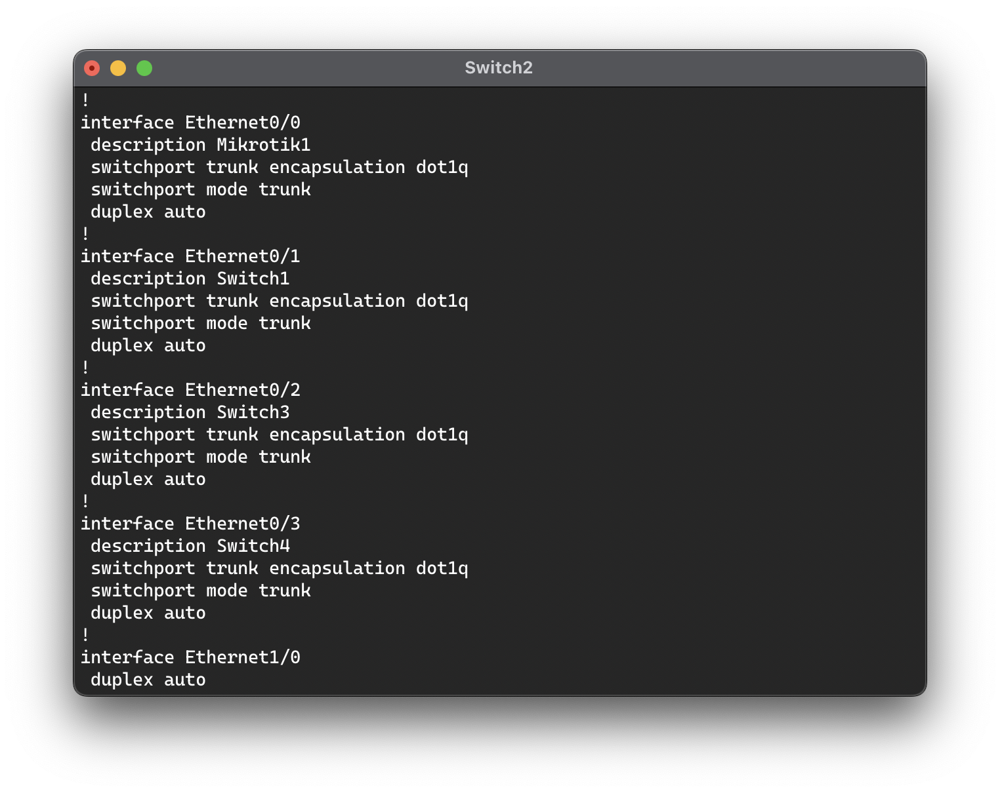 Switch2
!
interface Ethernet0/0
 description Mikrotik1
 switchport trunk encapsulation dot1q
 switchport mode trunk
 duplex auto
!
interface Ethernet0/1
 description Switch1
 switchport trunk encapsulation dot1q
 switchport mode trunk
 duplex auto
!
interface Ethernet0/2
 description Switch3
 switchport trunk encapsulation dot1q
 switchport mode trunk
 duplex auto
!
interface Ethernet0/3
 description Switch4
 switchport trunk encapsulation dot1q
 switchport mode trunk
 duplex auto
!
interface Ethernet1/0
 duplex auto